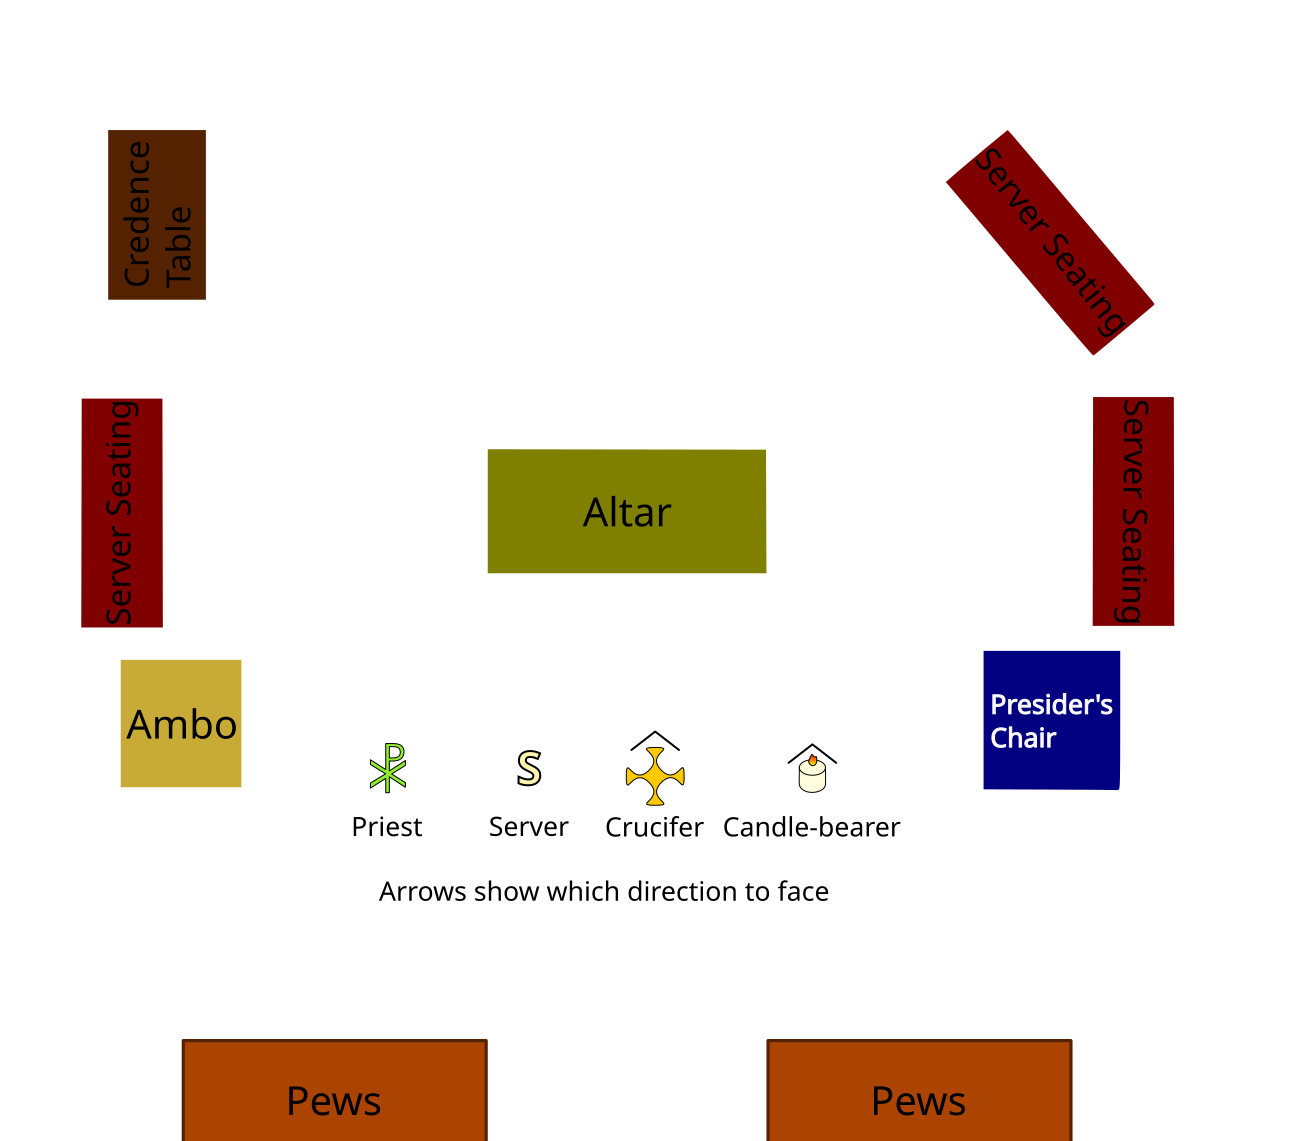 Credence
Table
Server Seating
Server Seating
Server Seating
Altar
Ambo
Presider's
Chair
S
Priest
Server
Crucifer
Candle-bearer
Arrows show which direction to face
Pews
Pews